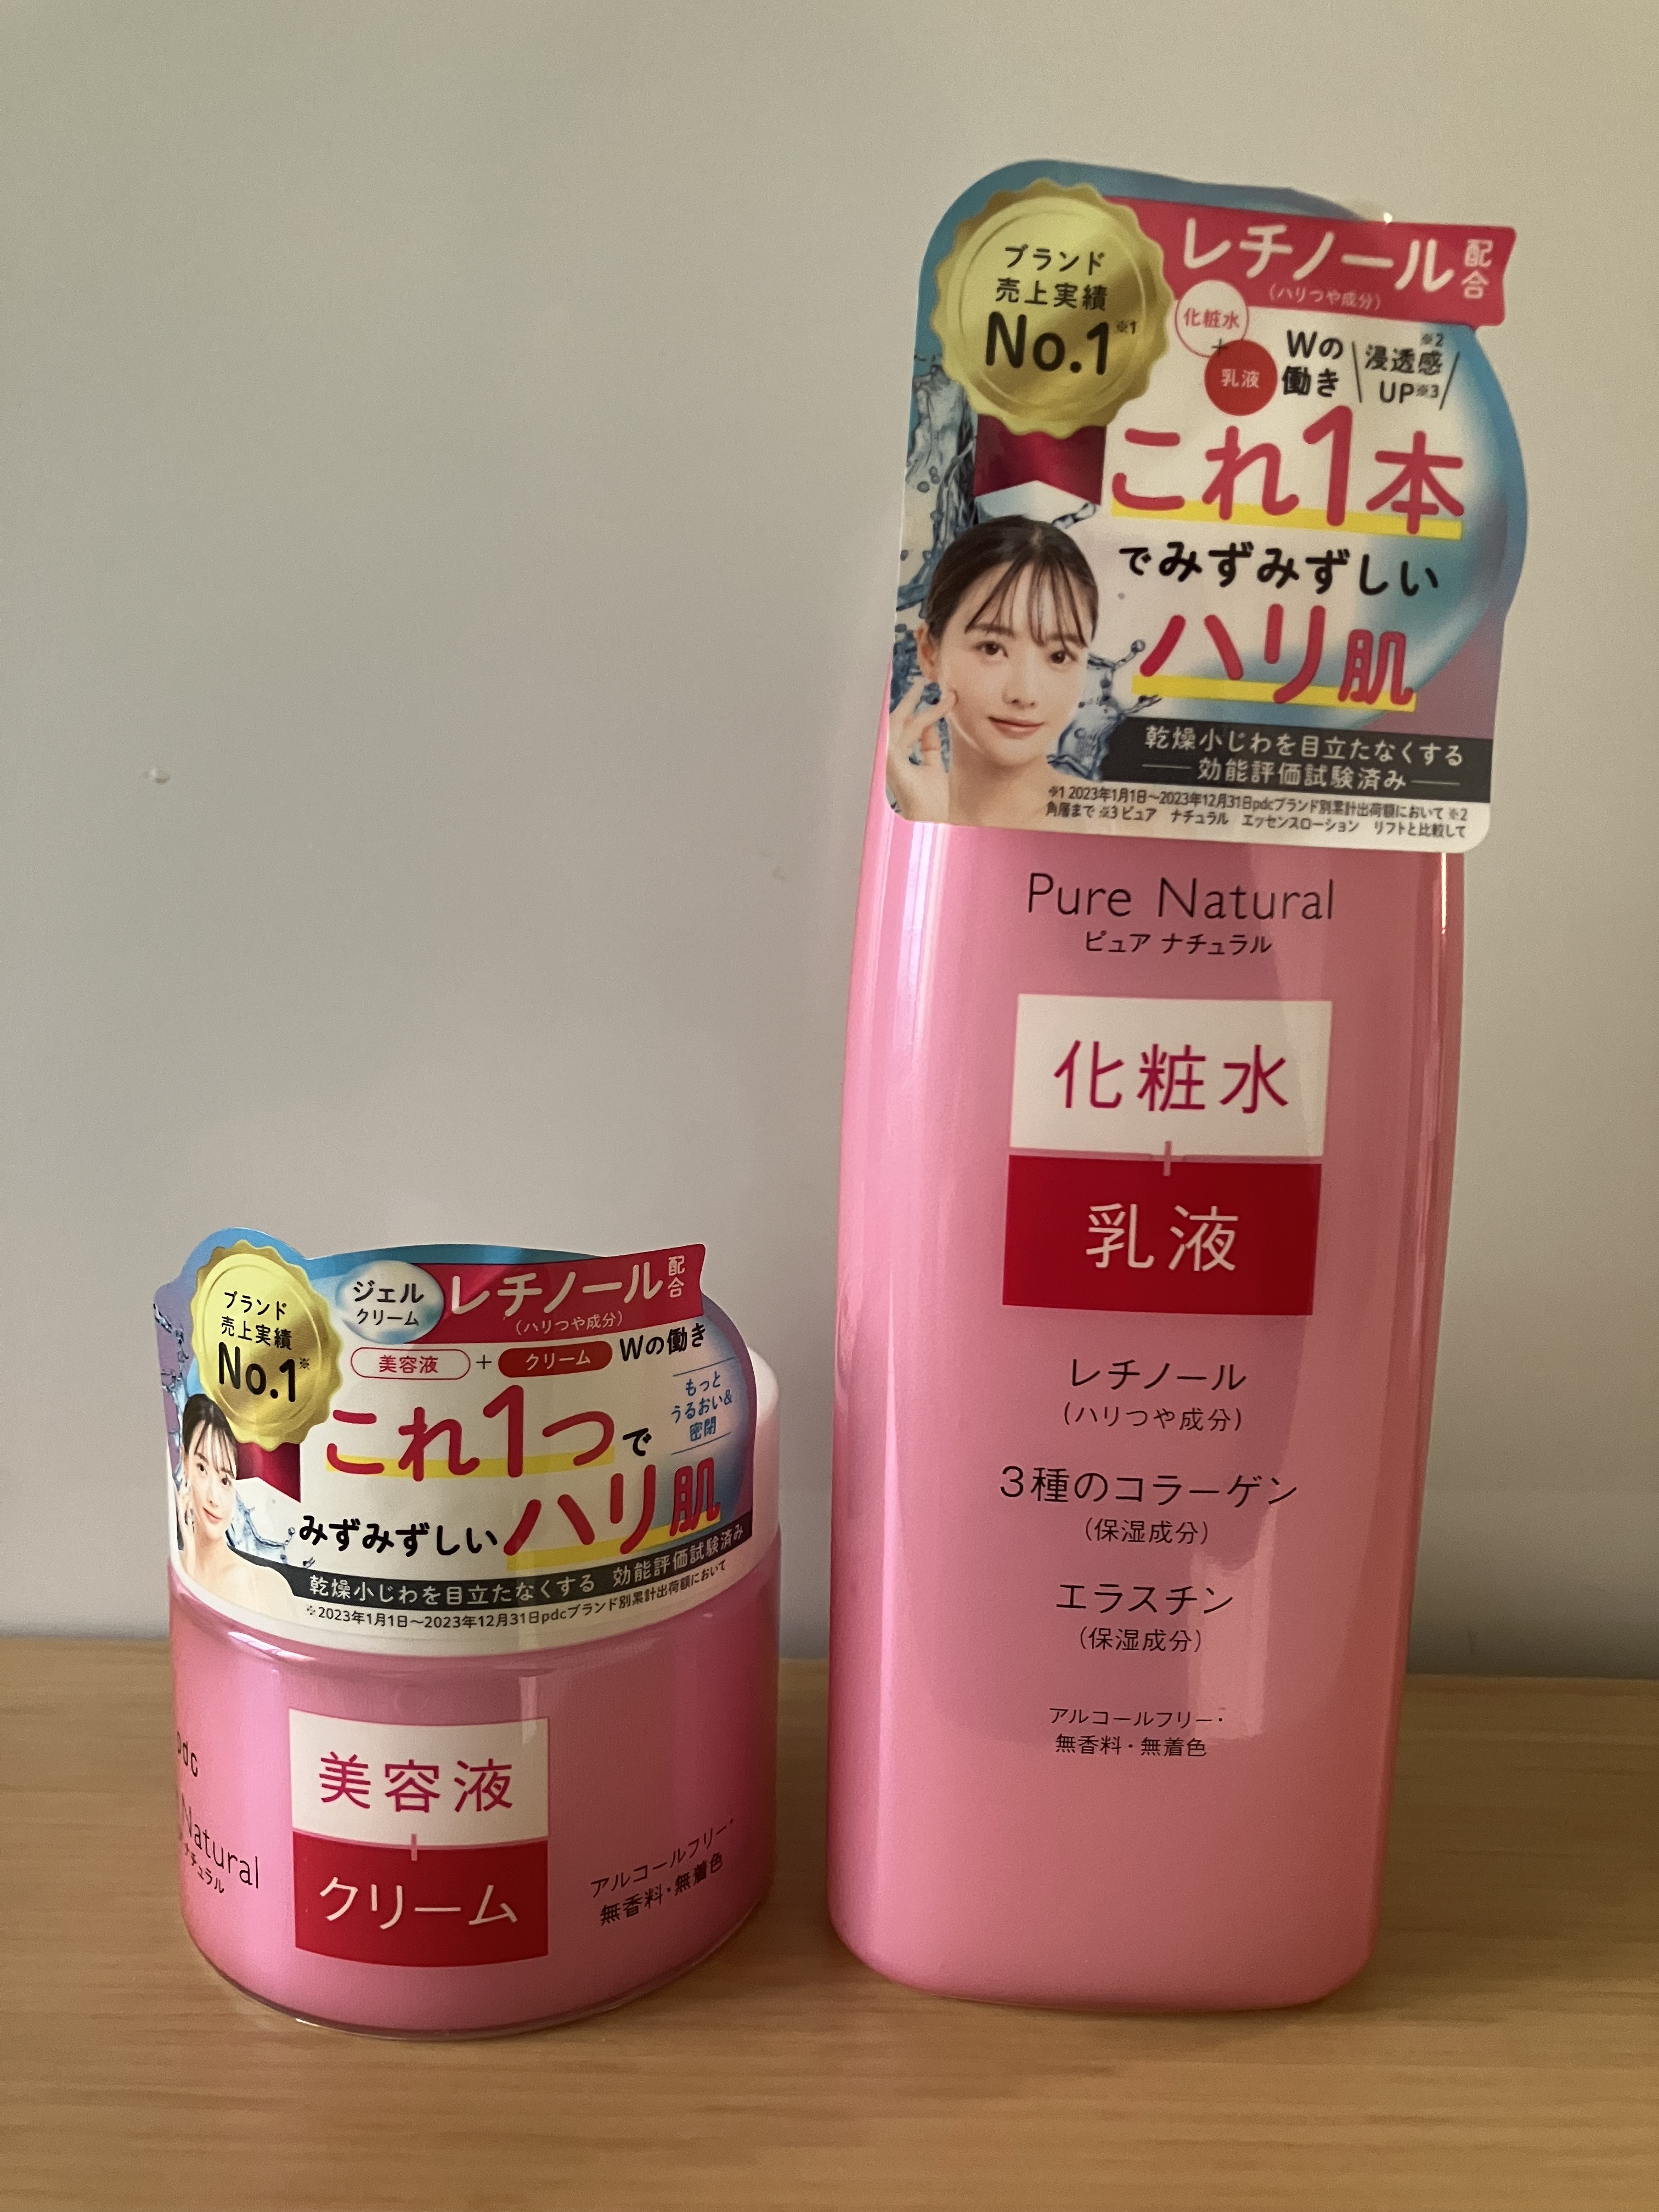 ブランド
売上実績
No.1※1
レチノール配合
(ハリつや成分)
化粧水
+
乳液
Wの
働き
※2
浸透感
UP※3
これ1本
でみずみずしい
ハリ肌
乾燥小じわを目立たなくする
効能評価試験済み
※1 2023年1月1日〜2023年12月31日pdcブランド別累計出荷額において ※2
角層まで ※3 ピュア ナチュラル エッセンスローション リフトと比較して
Pure Natural
ピュア ナチュラル
化粧水
+
乳液
レチノール
(ハリつや成分)
3種のコラーゲン
(保湿成分)
エラスチン
(保湿成分)
アルコールフリー・
無香料・無着色
ブランド
売上実績
No.1※
ジェル
クリーム
レチノール配合
(ハリつや成分)
美容液 + クリーム Wの働き
もっと
うるおい&
密閉
これ1つで
みずみずしいハリ肌
乾燥小じわを目立たなくする 効能評価試験済み
※2023年1月1日〜2023年12月31日pdcブランド別累計出荷額において
pdc
Natural
ナチュラル
美容液
+
クリーム
アルコールフリー・
無香料・無着色